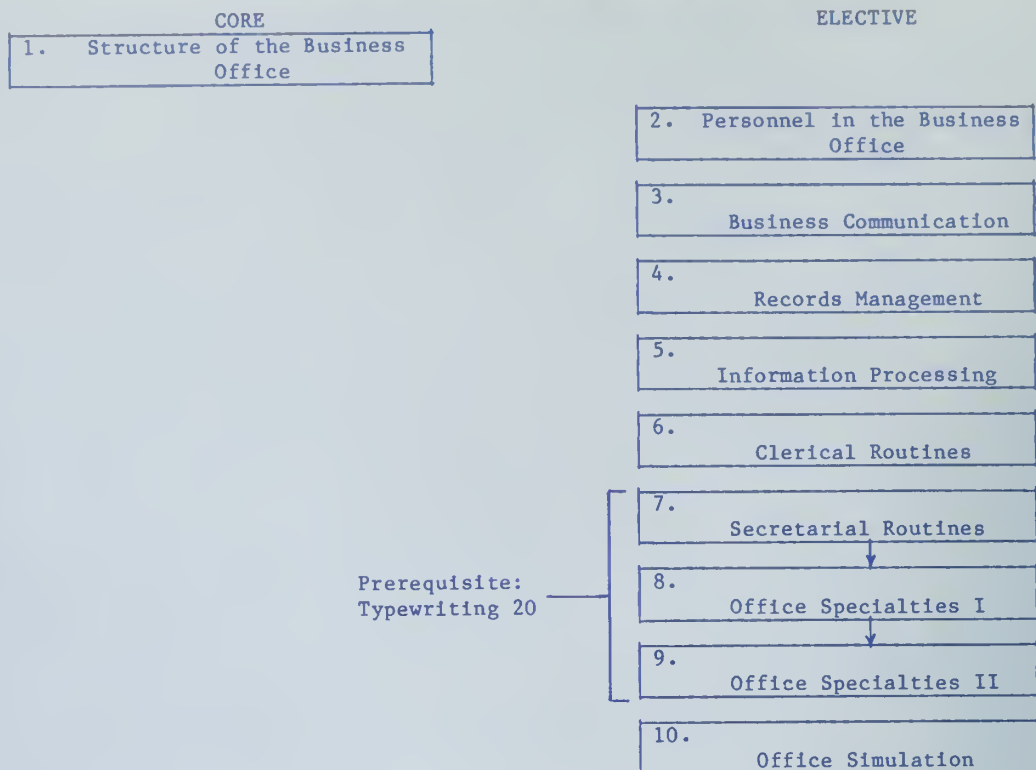 CORE
ELECTIVE
1. Structure of the Business
Office
2. Personnel in the Business
Office
3.
Business Communication
4.
Records Management
5.
Information Processing
6.
Clerical Routines
7.
Secretarial Routines
Prerequisite:
Typewriting 20
8.
Office Specialties I
9.
Office Specialties II
10.
Office Simulation